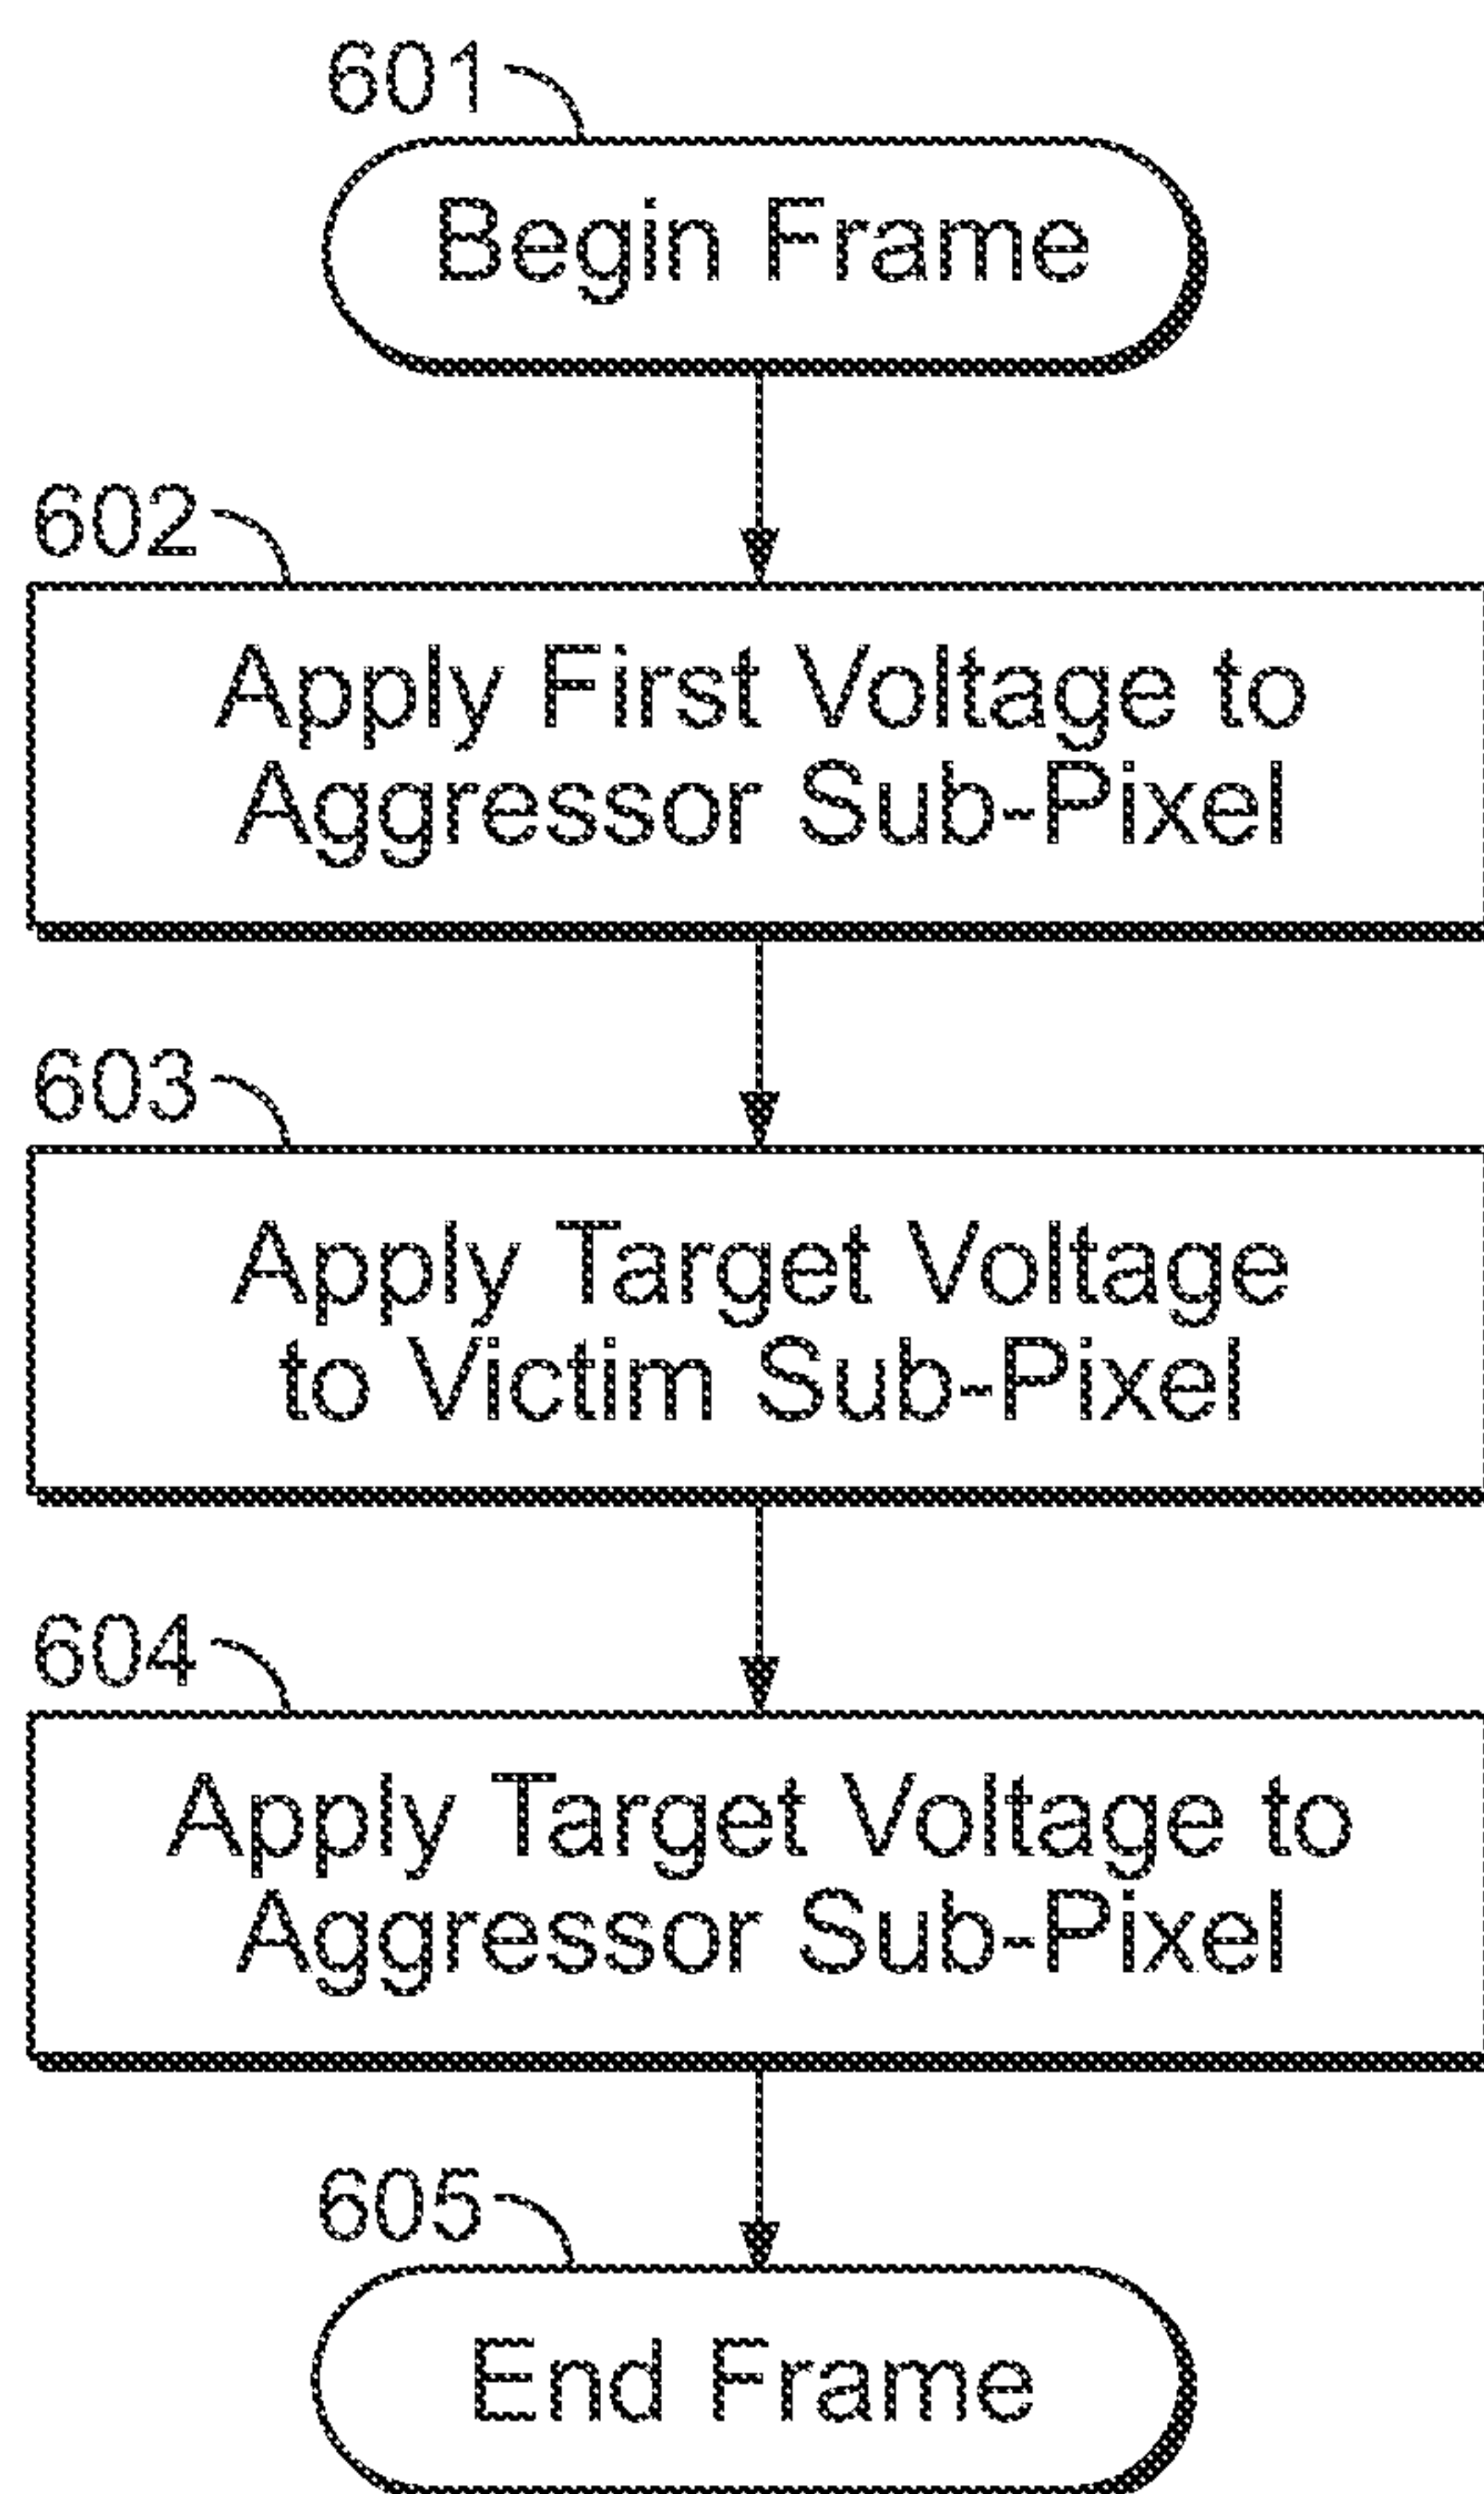 601
Begin Frame
602
Apply First Voltage to
Aggressor Sub-Pixel
603
Apply Target Voltage
to Victim Sub-Pixel
604
Apply Target Voltage to
Aggressor Sub-Pixel
605
End Frame